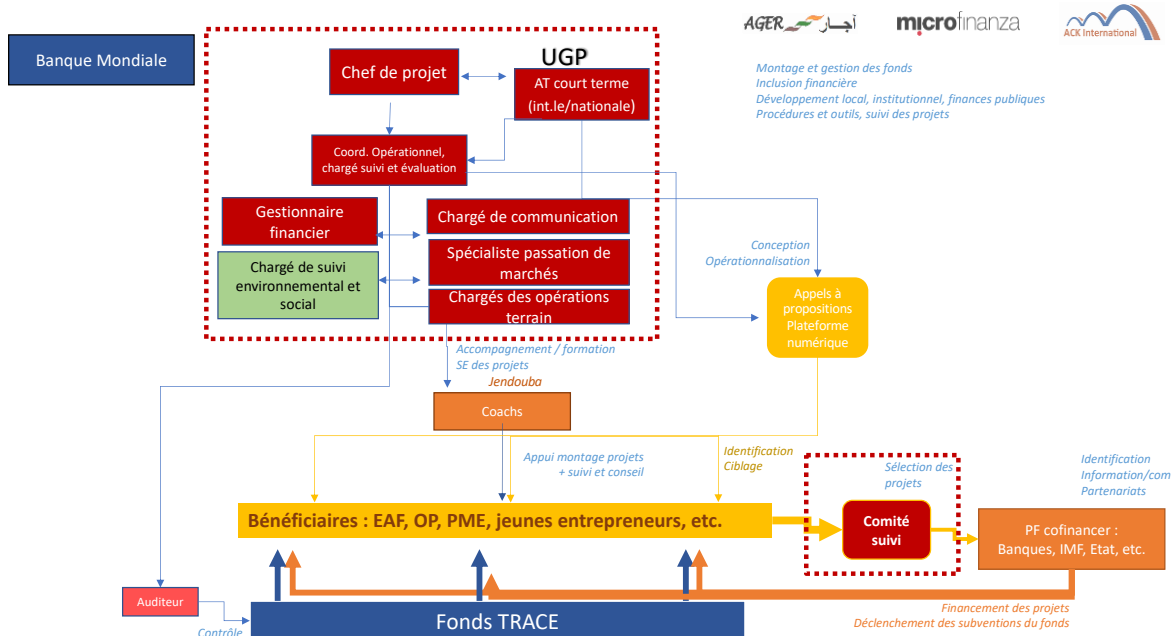 AGER آجار
microfinanza
ACK International
Banque Mondiale
UGP
Chef de projet
AT court terme
(int.le/nationale)
Montage et gestion des fonds
Inclusion financière
Développement local, institutionnel, finances publiques
Procédures et outils, suivi des projets
Coord. Opérationnel,
chargé suivi et évaluation
Gestionnaire
financier
Chargé de communication
Spécialiste passation de
marchés
Chargé de suivi
environnemental et
social
Chargés des opérations
terrain
Conception
Opérationnalisation
Appels à
propositions
Plateforme
numérique
Accompagnement / formation
SE des projets
Jendouba
Coachs
Appui montage projets
+ suivi et conseil
Identification
Ciblage
Sélection des
projets
Identification
Information/com
Partenariats
Bénéficiaires : EAF, OP, PME, jeunes entrepreneurs, etc.
Comité
suivi
PF cofinancer :
Banques, IMF, Etat, etc.
Auditeur
Contrôle
Fonds TRACE
Financement des projets
Déclenchement des subventions du fonds